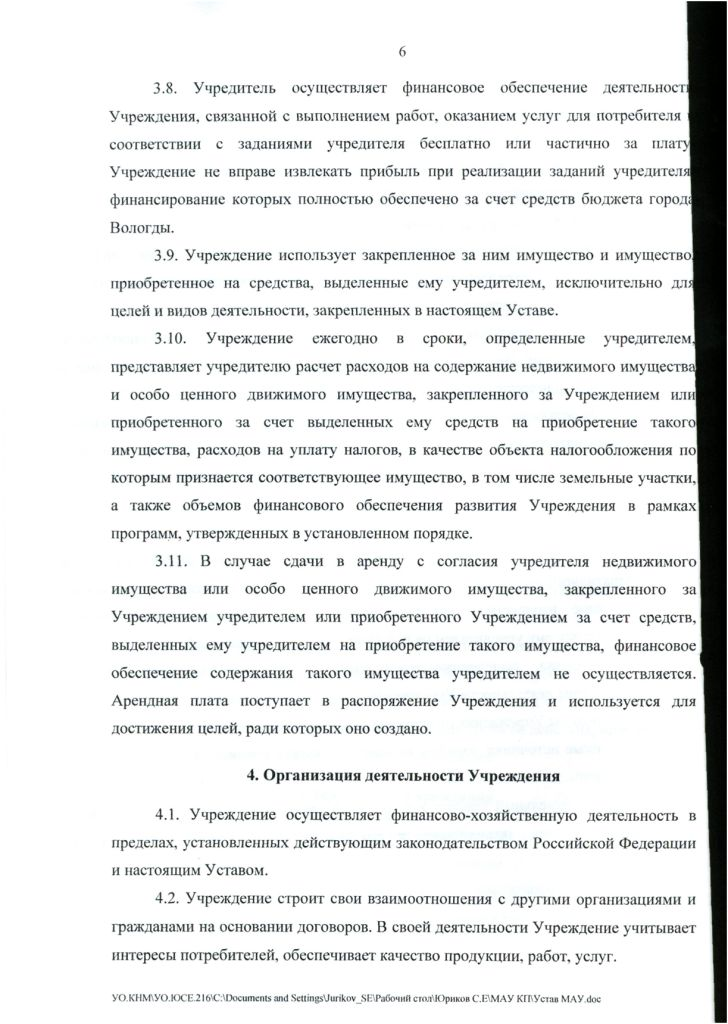 6
3.8. Учредитель осуществляет финансовое обеспечение деятельности
Учреждения, связанной с выполнением работ, оказанием услуг для потребителя
соответствии с заданиями учредителя бесплатно или частично за плату
Учреждение не вправе извлекать прибыль при реализации заданий учредителя
финансирование которых полностью обеспечено за счет средств бюджета города
Вологды.
3.9. Учреждение использует закрепленное за ним имущество и имущество,
приобретенное на средства, выделенные ему учредителем, исключительно для
целей и видов деятельности, закрепленных в настоящем Уставе.
3.10. Учреждение ежегодно в сроки, определенные учредителем,
представляет учредителю расчет расходов на содержание недвижимого имущества
и особо ценного движимого имущества, закрепленного за Учреждением или
приобретенного за счет выделенных ему средств на приобретение такого
имущества, расходов на уплату налогов, в качестве объекта налогообложения по
которым признается соответствующее имущество, в том числе земельные участки,
а также объемов финансового обеспечения развития Учреждения в рамках
программ, утвержденных в установленном порядке.
3.11. В случае сдачи в аренду с согласия учредителя недвижимого
имущества или особо ценного движимого имущества, закрепленного за
Учреждением учредителем или приобретенного Учреждением за счет средств,
выделенных ему учредителем на приобретение такого имущества, финансовое
обеспечение содержания такого имущества учредителем не осуществляется.
Арендная плата поступает в распоряжение Учреждения и используется для
достижения целей, ради которых оно создано.
4. Организация деятельности Учреждения
4.1. Учреждение осуществляет финансово-хозяйственную деятельность в
пределах, установленных действующим законодательством Российской Федерации
и настоящим Уставом.
4.2. Учреждение строит свои взаимоотношения с другими организациями и
гражданами на основании договоров. В своей деятельности Учреждение учитывает
интересы потребителей, обеспечивает качество продукции, работ, услуг.
УО.КНМ\УО.ЮСЕ.216\C:\Documents and Settings\Jurikov_SE\Рабочий стол\Юриков С.Е\МАУ КП\Устав МАУ.doc